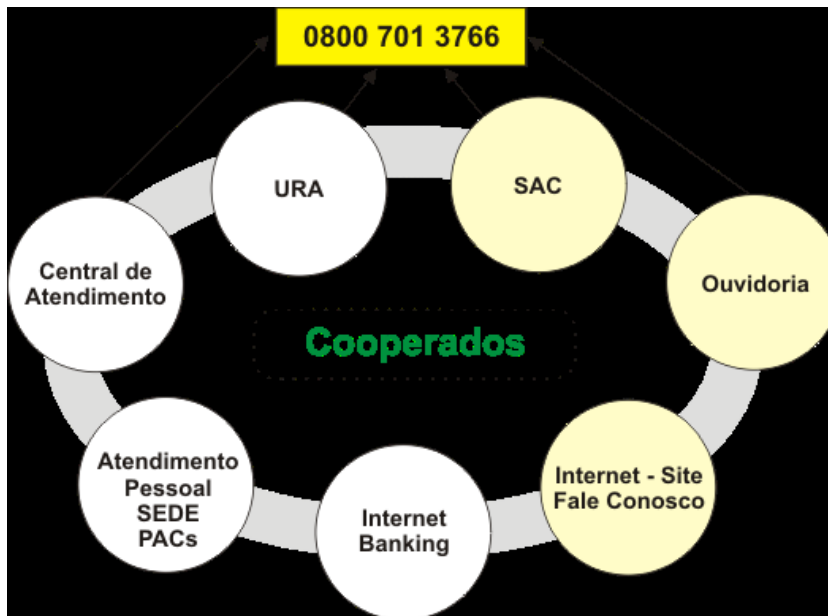 0800 701 3766
URA
SAC
Central de
Atendimento
Ouvidoria
Cooperados
Atendimento
Pessoal
SEDE
PACs
Internet
Banking
Internet - Site
Fale Conosco